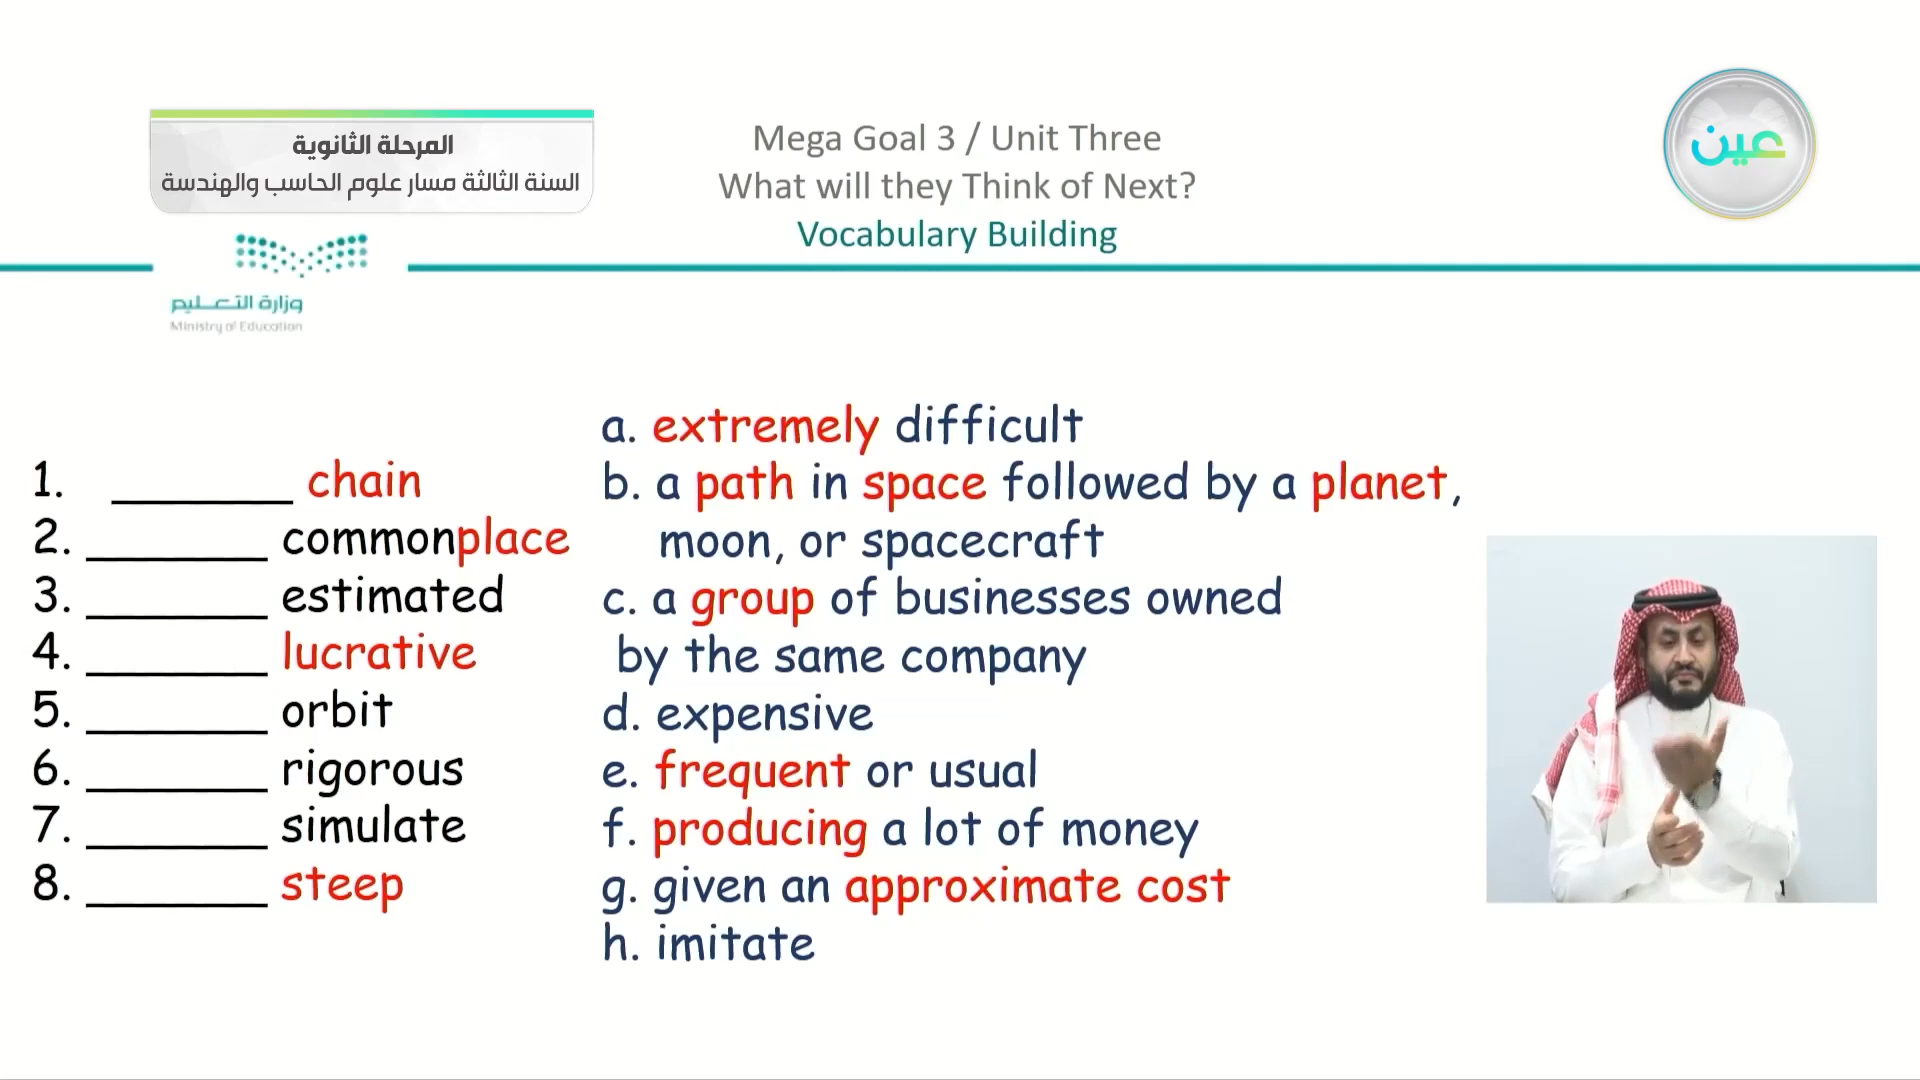 المرحلة الثانوية
السنة الثالثة مسار علوم الحاسب والهندسة
وزارة التعليم
Ministry of Education
Mega Goal 3 / Unit Three
What will they Think of Next?
Vocabulary Building
عين
1. _______ chain
2. _______ commonplace
3. _______ estimated
4. _______ lucrative
5. _______ orbit
6. _______ rigorous
7. _______ simulate
8. _______ steep
a. extremely difficult
b. a path in space followed by a planet,
moon, or spacecraft
c. a group of businesses owned
by the same company
d. expensive
e. frequent or usual
f. producing a lot of money
g. given an approximate cost
h. imitate